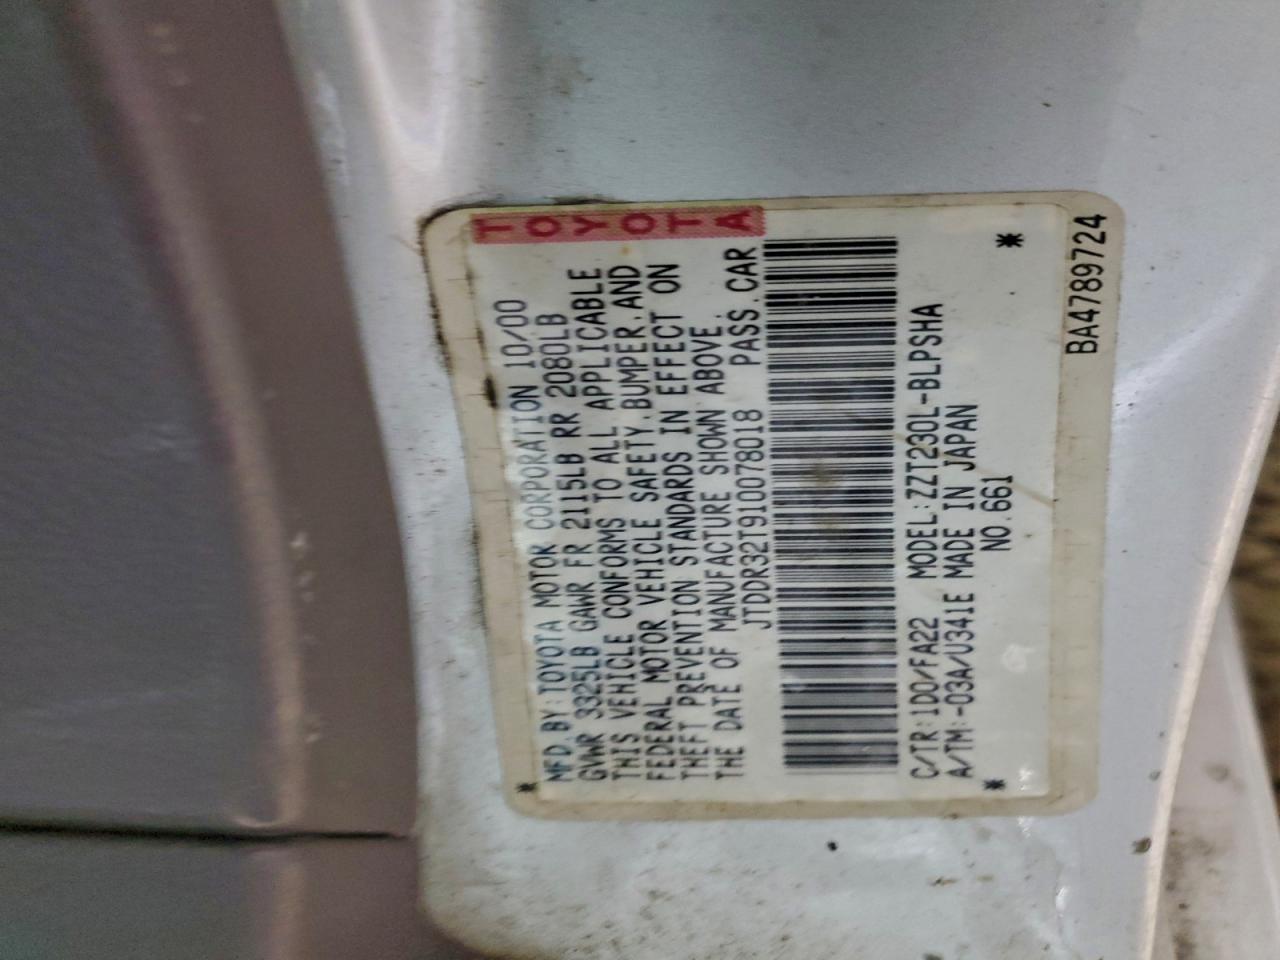 TOYOTA
MFD.BY:TOYOTA MOTOR CORPORATION 10/00
GVWR 3325LB GAWR FR 2115LB RR 2080LB
THIS VEHICLE CONFORMS TO ALL APPLICABLE
FEDERAL MOTOR VEHICLE SAFETY,BUMPER,AND
THEFT PREVENTION STANDARDS IN EFFECT ON
THE DATE OF MANUFACTURE SHOWN ABOVE.
JTDDR32T910078018 PASS.CAR
C/TR:1D0/FA22 MODEL:ZZT230L-BLPSHA
A/TM:-03A/U341E MADE IN JAPAN
NO.661
BA4789724